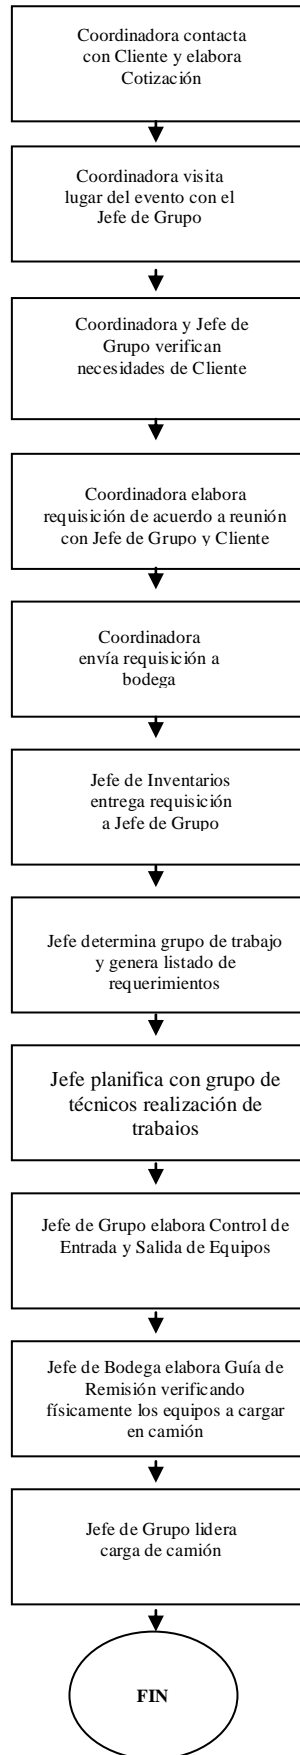 Coordinadora contacta
con Cliente y elabora
Cotización
Coordinadora visita
lugar del evento con el
Jefe de Grupo
Coordinadora y Jefe de
Grupo verifican
necesidades de Cliente
Coordinadora elabora
requisición de acuerdo a reunión
con Jefe de Grupo y Cliente
Coordinadora
envía requisición a
bodega
Jefe de Inventarios
entrega requisición
a Jefe de Grupo
Jefe determina grupo de trabajo
y genera listado de
requerimientos
Jefe planifica con grupo de
técnicos realización de
trabajos
Jefe de Grupo elabora Control de
Entrada y Salida de Equipos
Jefe de Bodega elabora Guía de
Remisión verificando
físicamente los equipos a cargar
en camión
Jefe de Grupo lidera
carga de camión
FIN